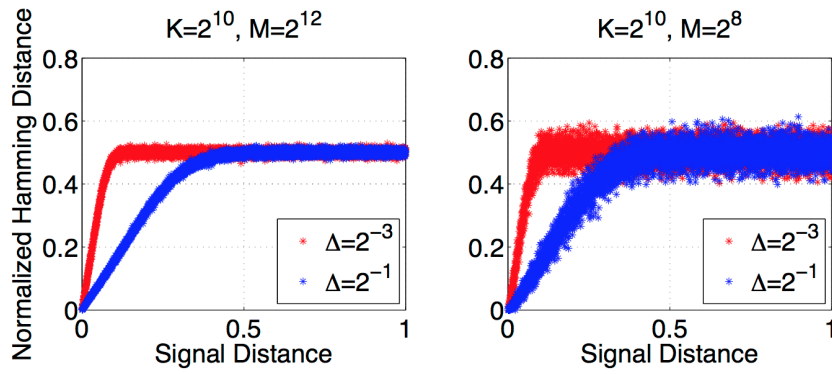 K=2^10, M=2^12
Normalized Hamming Distance
0.8
0.6
0.4
0.2
0
0 0.5 1
Signal Distance
Δ=2^-3
Δ=2^-1
K=2^10, M=2^8
0.8
0.6
0.4
0.2
0
0 0.5 1
Signal Distance
Δ=2^-3
Δ=2^-1